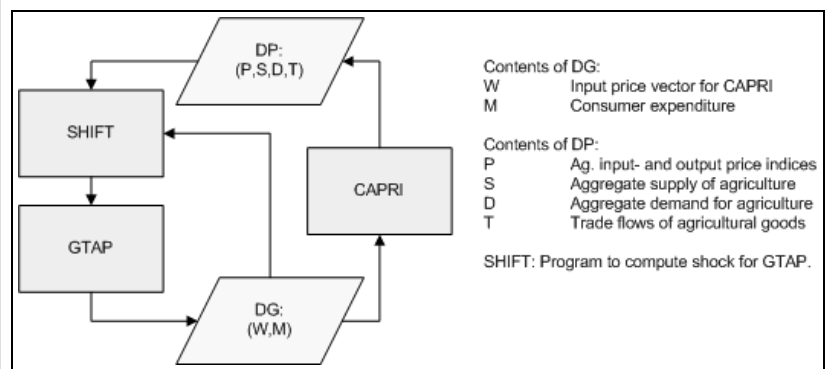 DP:
(P,S,D,T)
SHIFT
CAPRI
GTAP
DG:
(W,M)
Contents of DG:
W Input price vector for CAPRI
M Consumer expenditure
Contents of DP:
P Ag. input- and output price indices
S Aggregate supply of agriculture
D Aggregate demand for agriculture
T Trade flows of agricultural goods
SHIFT: Program to compute shock for GTAP.